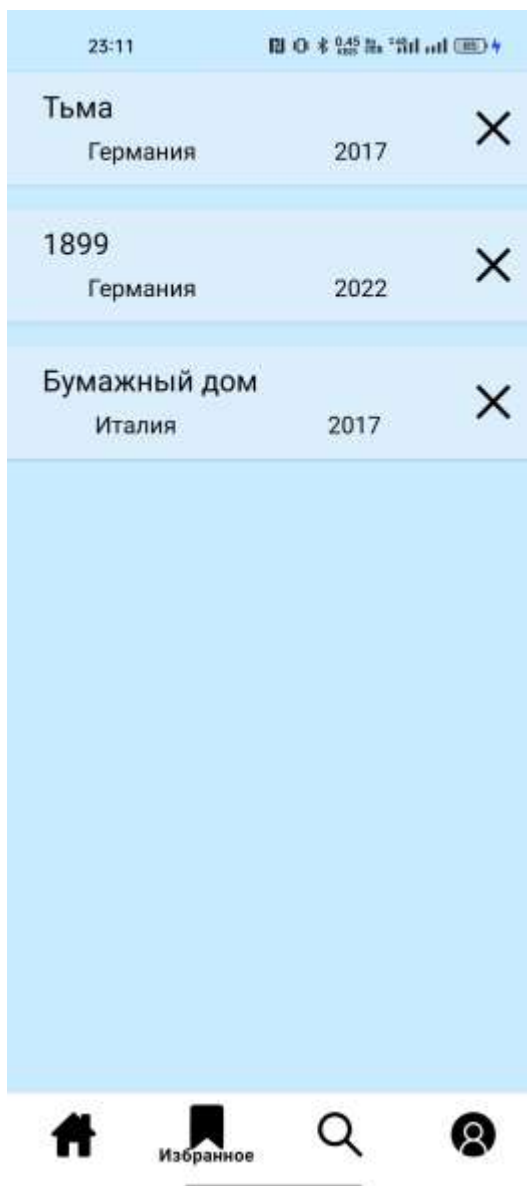 23:11
Тьма
Германия 2017
1899
Германия 2022
Бумажный дом
Италия 2017
Избранное